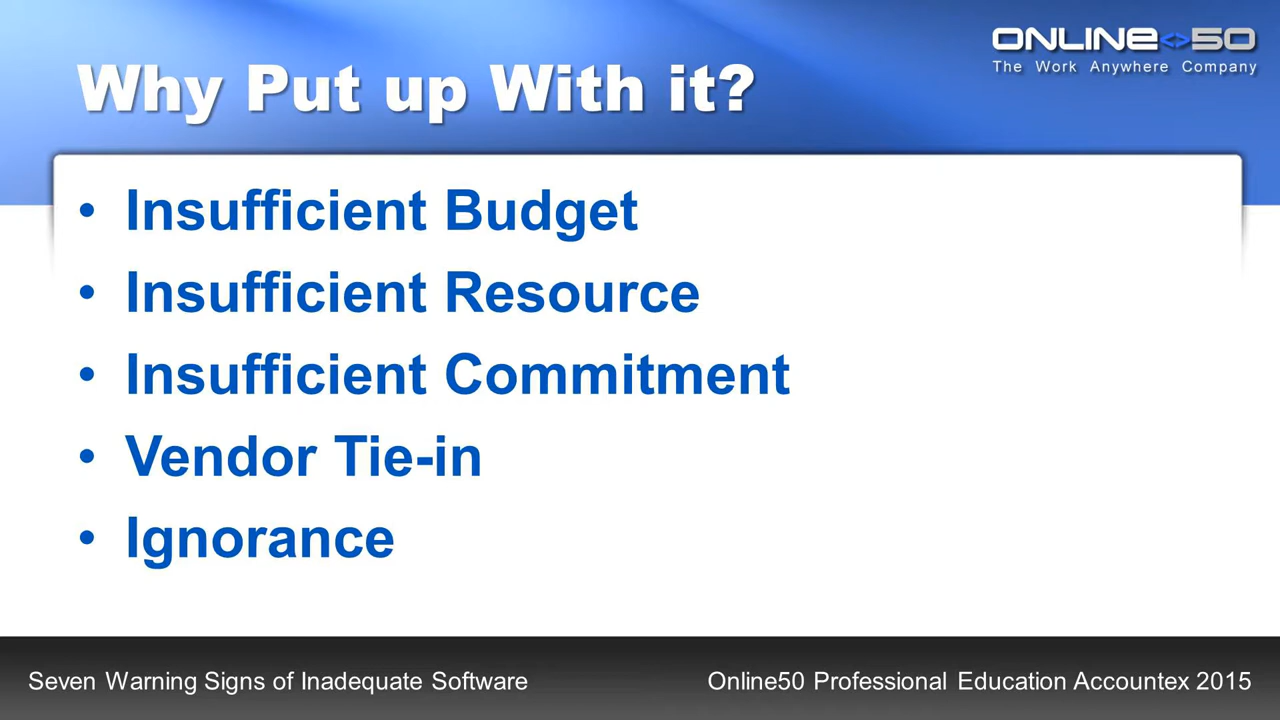 ONLINE<>50
The Work Anywhere Company
Why Put up With it?
• Insufficient Budget
• Insufficient Resource
• Insufficient Commitment
• Vendor Tie-in
• Ignorance
Seven Warning Signs of Inadequate Software
Online50 Professional Education Accountex 2015